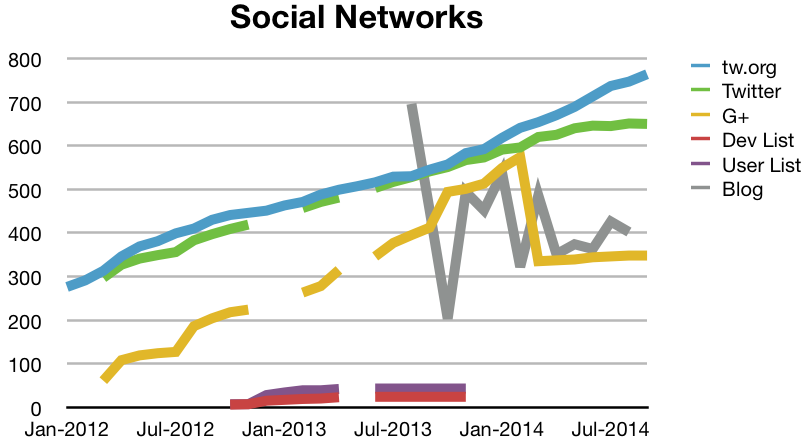 Social Networks
800
700
600
500
400
300
200
100
0
Jan-2012 Jul-2012 Jan-2013 Jul-2013 Jan-2014 Jul-2014
tw.org
Twitter
G+
Dev List
User List
Blog